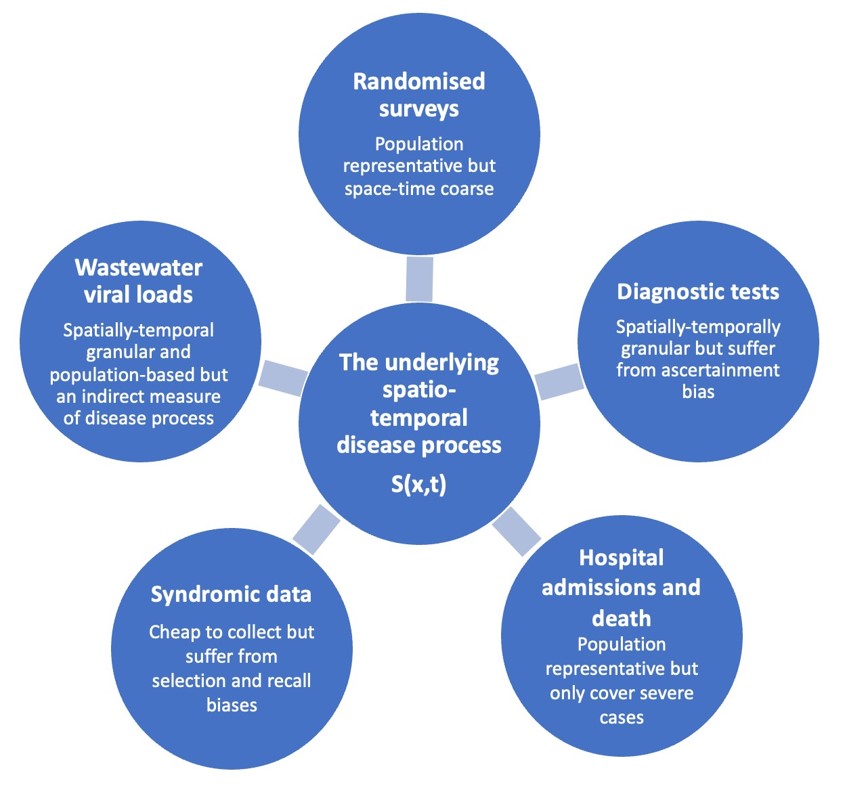 Randomised
surveys
Population
representative but
space-time coarse
Wastewater
viral loads
Spatially-temporal
granular and
population-based but
an indirect measure
of disease process
Diagnostic tests
Spatially-temporally
granular but suffer
from ascertainment
bias
The underlying
spatio-
temporal
disease process
S(x,t)
Syndromic data
Cheap to collect but
suffer from
selection and recall
biases
Hospital
admissions and
death
Population
representative but
only cover severe
cases